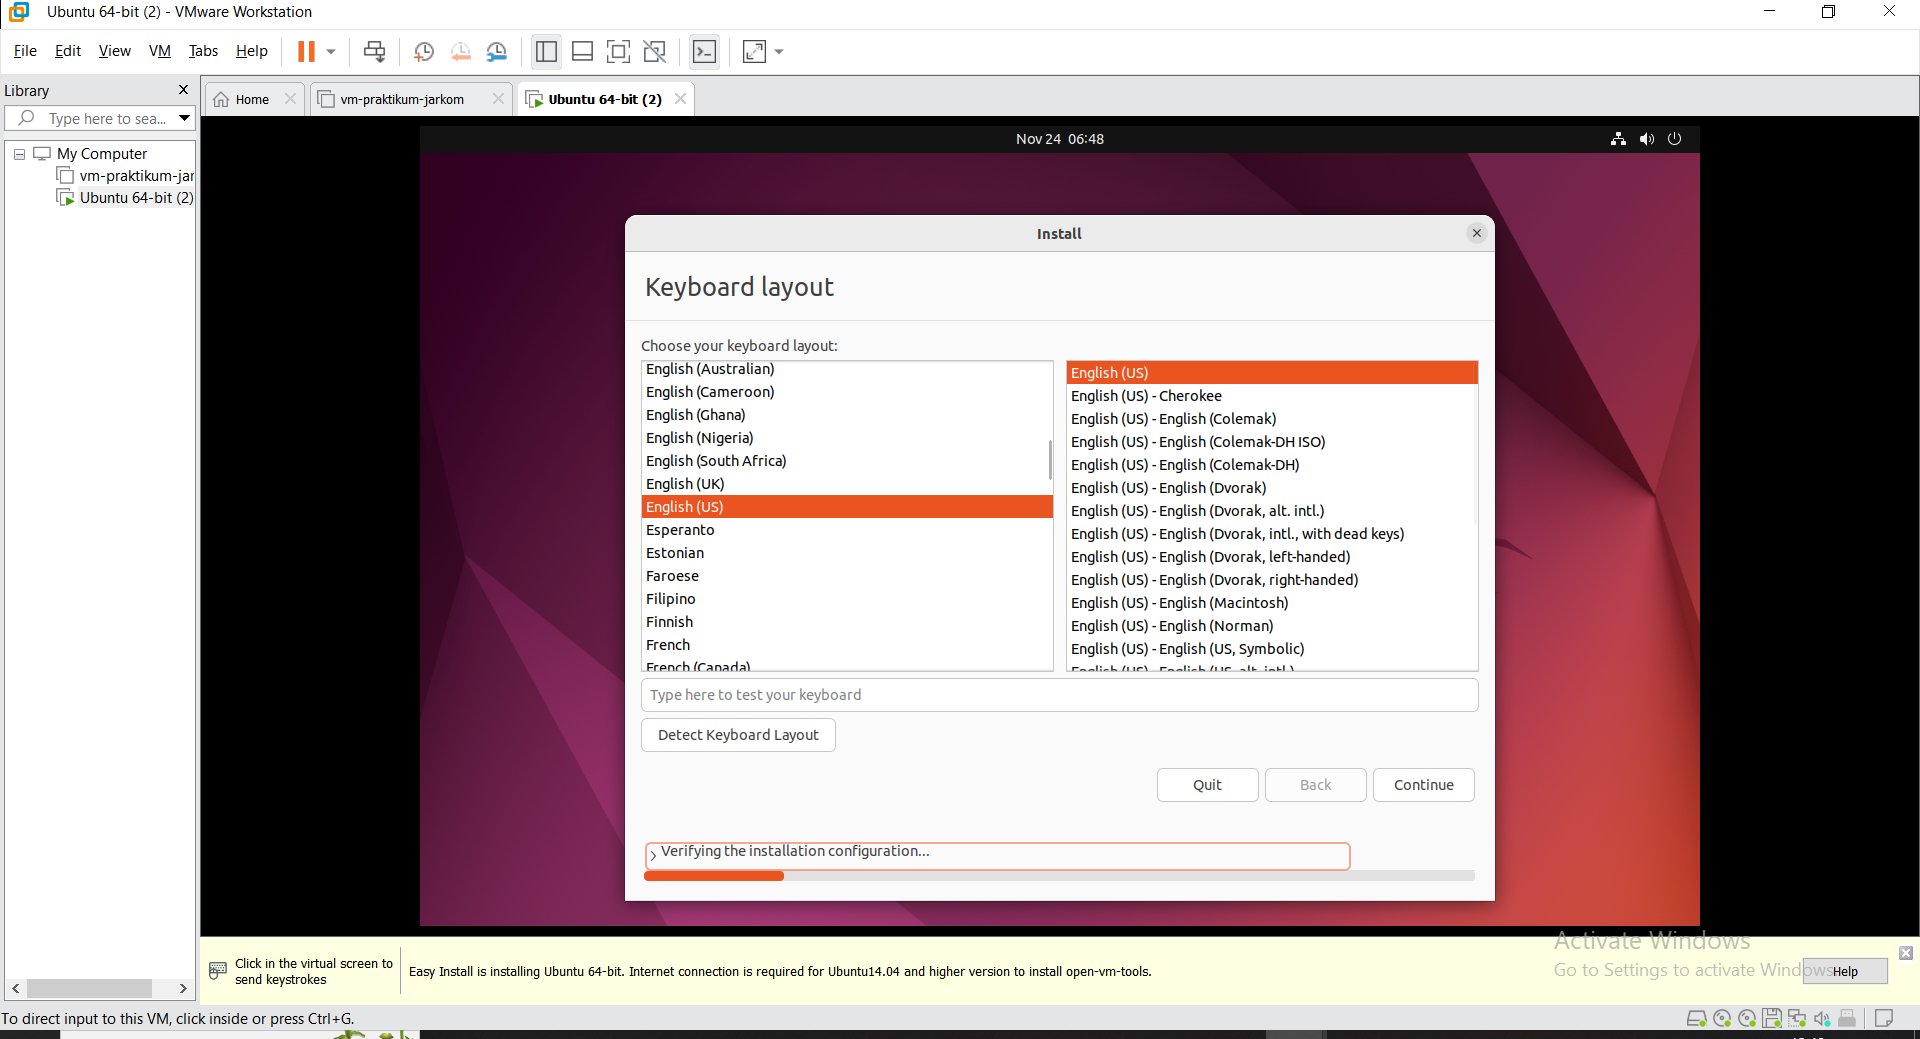 Ubuntu 64-bit (2) - VMware Workstation
File Edit View VM Tabs Help
Library
Type here to sea...
Home
vm-praktikum-jarkom
Ubuntu 64-bit (2)
My Computer
vm-praktikum-jar
Ubuntu 64-bit (2)
Nov 24 06:48
Install
Keyboard layout
Choose your keyboard layout:
English (Australian)
English (Cameroon)
English (Ghana)
English (Nigeria)
English (South Africa)
English (UK)
English (US)
Esperanto
Estonian
Faroese
Filipino
Finnish
French
French (Canada)
English (US)
English (US) - Cherokee
English (US) - English (Colemak)
English (US) - English (Colemak-DH ISO)
English (US) - English (Colemak-DH)
English (US) - English (Dvorak)
English (US) - English (Dvorak, alt. intl.)
English (US) - English (Dvorak, intl., with dead keys)
English (US) - English (Dvorak, left-handed)
English (US) - English (Dvorak, right-handed)
English (US) - English (Macintosh)
English (US) - English (Norman)
English (US) - English (US, Symbolic)
English (US) - English (US, alt. intl.)
Type here to test your keyboard
Detect Keyboard Layout
Quit
Back
Continue
Verifying the installation configuration...
Activate Windows
Go to Settings to activate Windows
Click in the virtual screen to
send keystrokes
Easy Install is installing Ubuntu 64-bit. Internet connection is required for Ubuntu14.04 and higher version to install open-vm-tools.
Help
To direct input to this VM, click inside or press Ctrl+G.